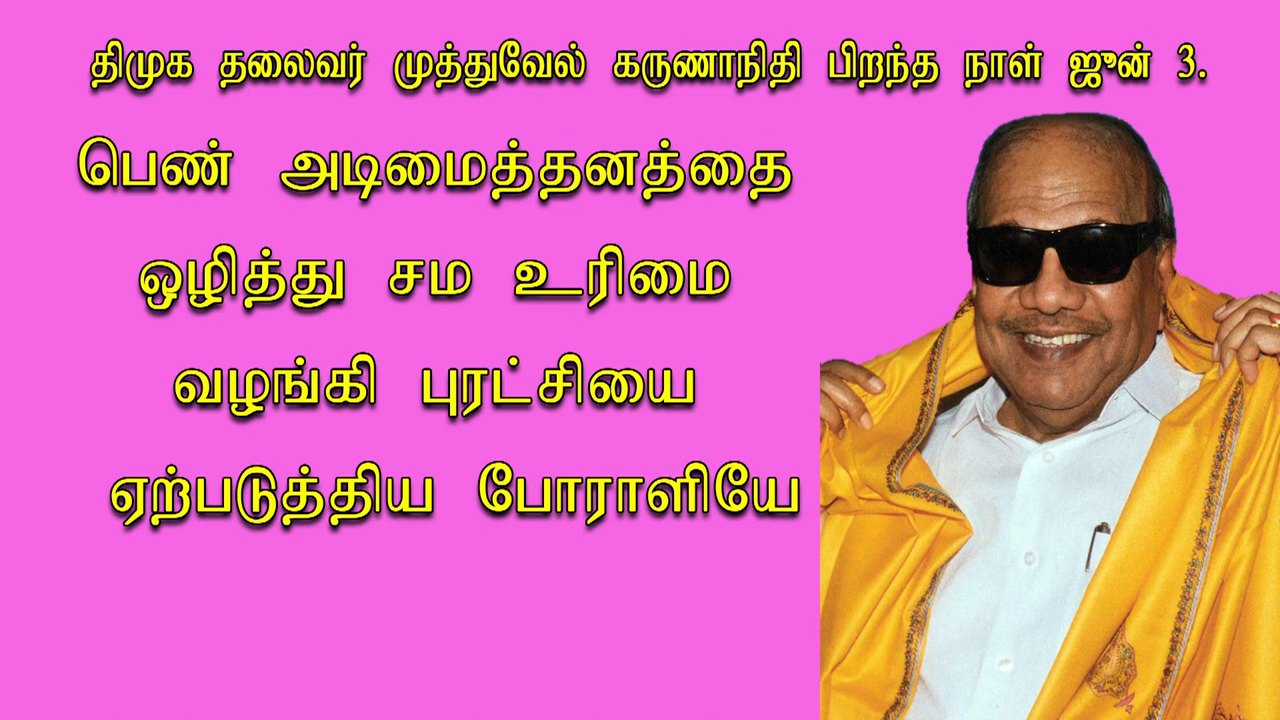 திமுக தலைவர் முத்துவேல் கருணாநிதி பிறந்த நாள் ஜுன் 3.
பெண் அடிமைத்தனத்தை
ஒழித்து சம உரிமை
வழங்கி புரட்சியை
ஏற்படுத்திய போராளியே